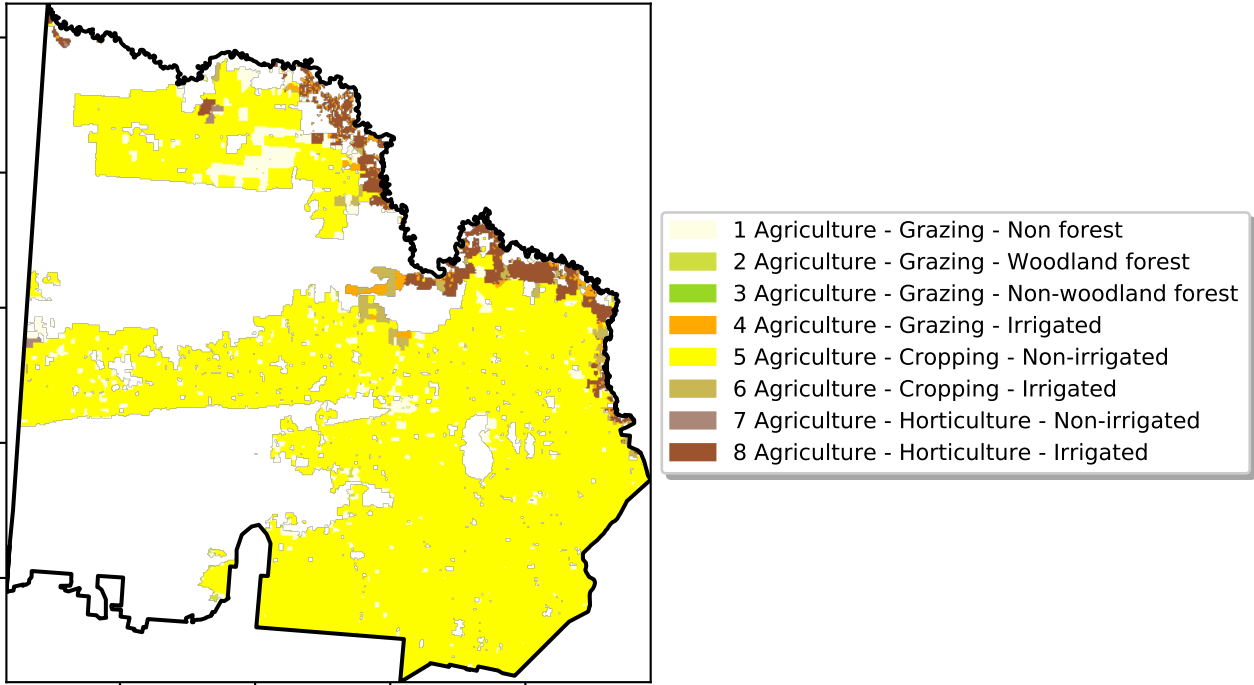 1 Agriculture - Grazing - Non forest
2 Agriculture - Grazing - Woodland forest
3 Agriculture - Grazing - Non-woodland forest
4 Agriculture - Grazing - Irrigated
5 Agriculture - Cropping - Non-irrigated
6 Agriculture - Cropping - Irrigated
7 Agriculture - Horticulture - Non-irrigated
8 Agriculture - Horticulture - Irrigated